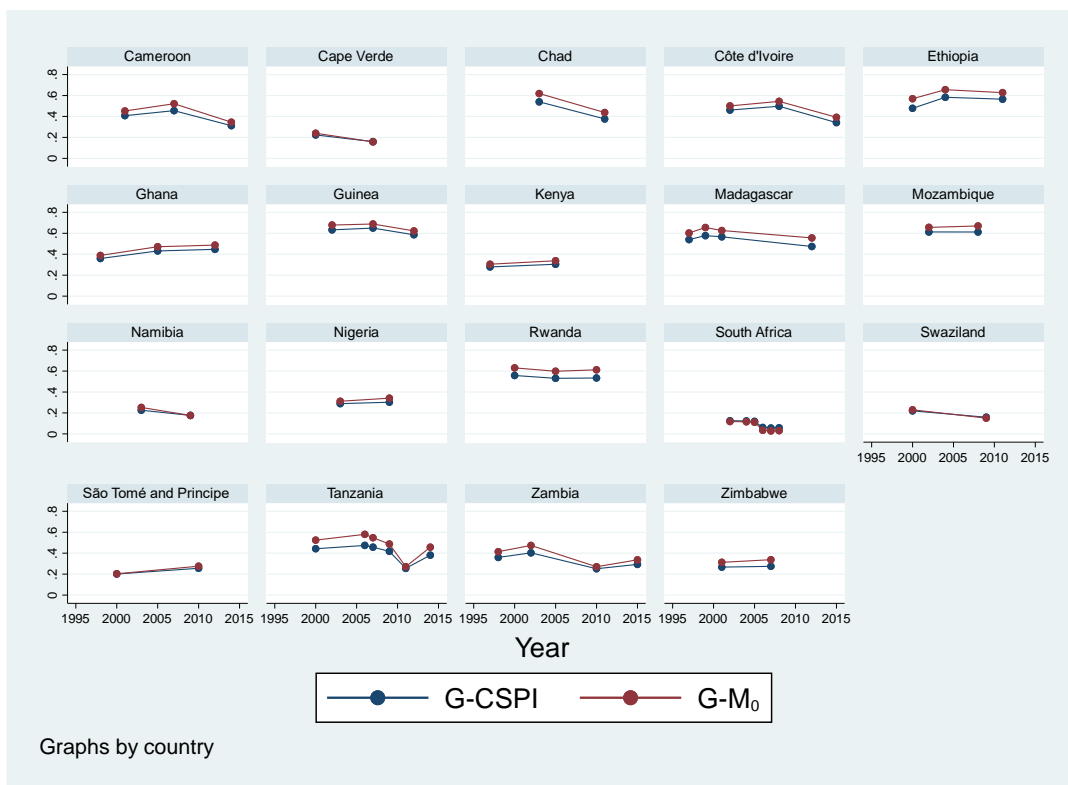 Cameroon Cape Verde Chad Côte d'Ivoire Ethiopia
.8
.6
.4
.2
0
Ghana Guinea Kenya Madagascar Mozambique
.8
.6
.4
.2
0
Namibia Nigeria Rwanda South Africa Swaziland
.8
.6
.4
.2
0
1995 2000 2005 2010 2015
São Tomé and Principe Tanzania Zambia Zimbabwe
.8
.6
.4
.2
0
1995 2000 2005 2010 2015 1995 2000 2005 2010 2015 1995 2000 2005 2010 2015 1995 2000 2005 2010 2015
Year
G-CSPI G-M₀
Graphs by country